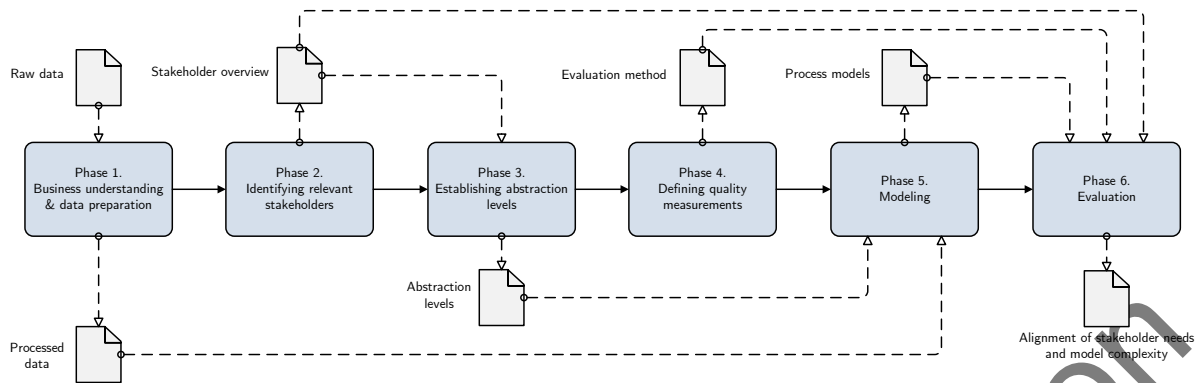 Raw data
Stakeholder overview
Evaluation method
Process models
Phase 1.
Business understanding
& data preparation
Phase 2.
Identifying relevant
stakeholders
Phase 3.
Establishing abstraction
levels
Phase 4.
Defining quality
measurements
Phase 5.
Modeling
Phase 6.
Evaluation
Abstraction
levels
Processed
data
Alignment of stakeholder needs
and model complexity